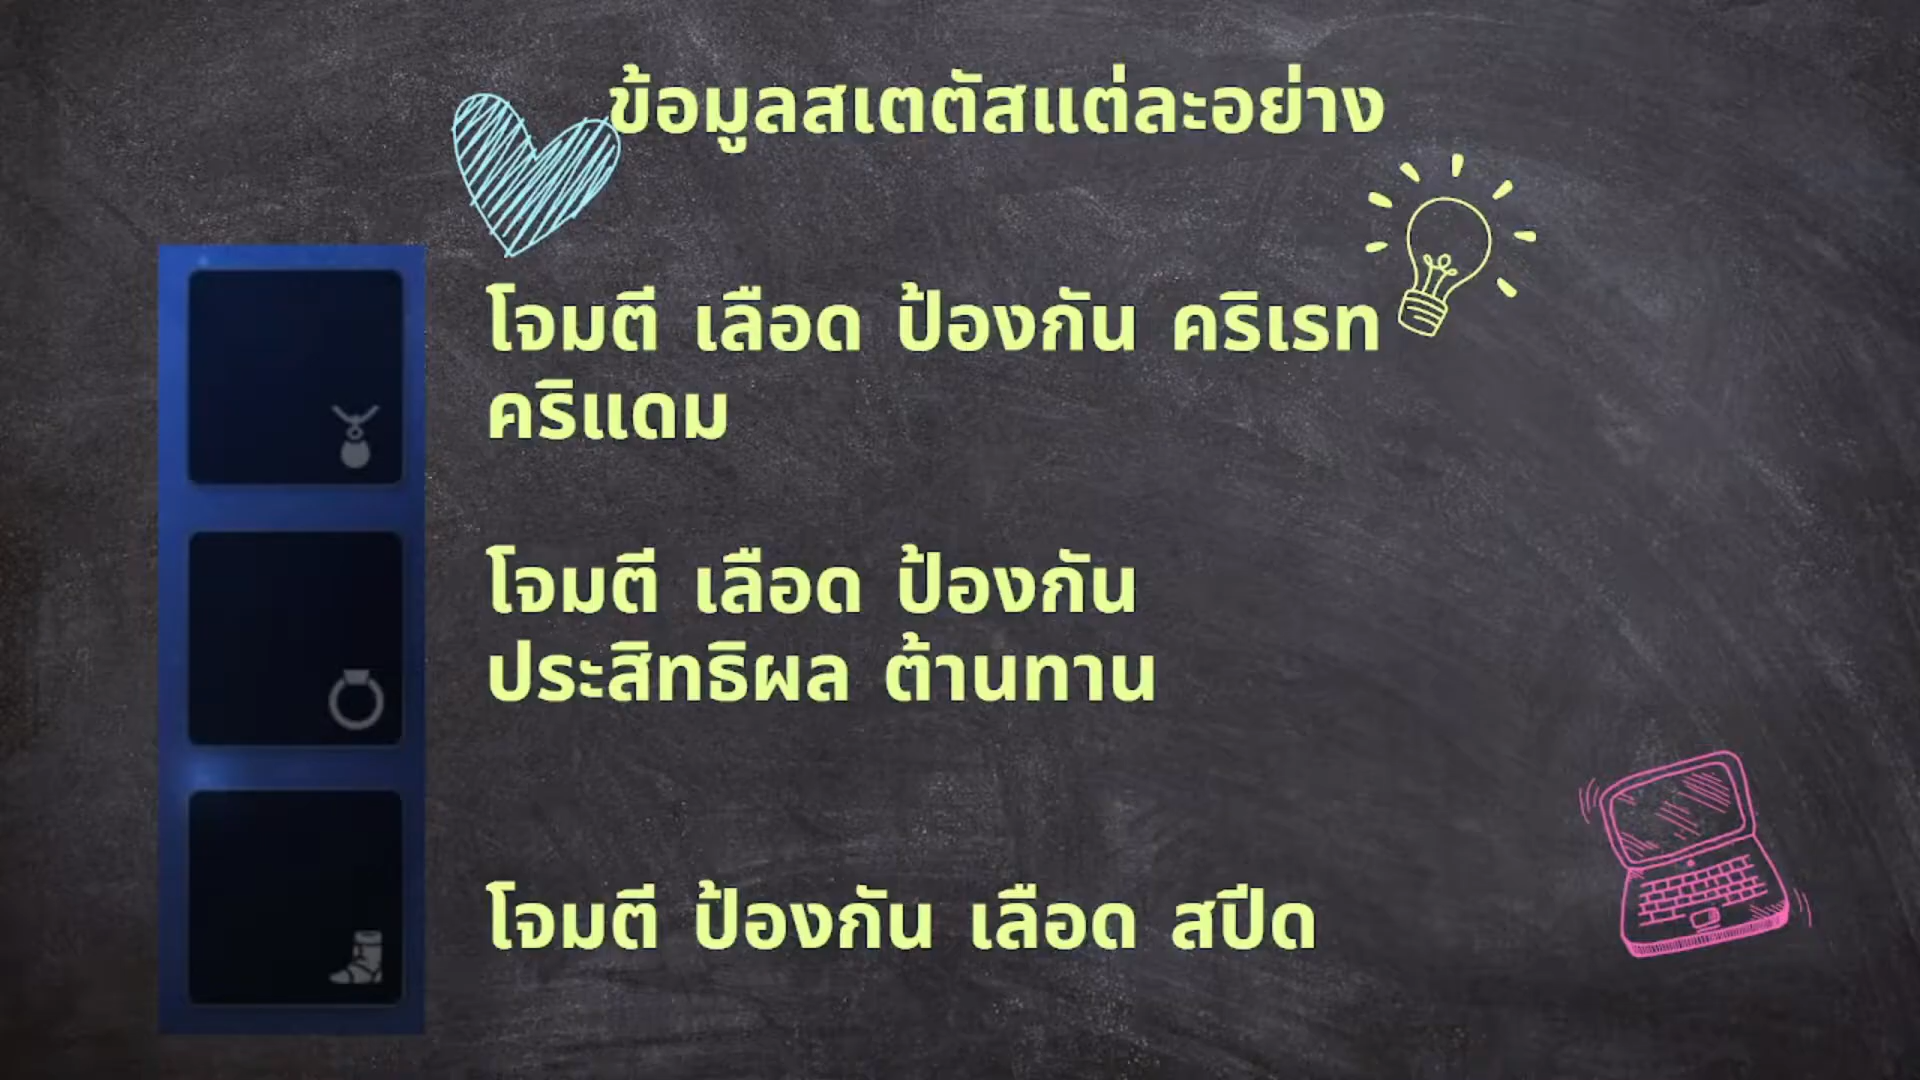 ข้อมูลสเตตัสแต่ละอย่าง
โจมตี เลือด ป้องกัน คริเรท
คริแดม
โจมตี เลือด ป้องกัน
ประสิทธิผล ต้านทาน
โจมตี ป้องกัน เลือด สปีด